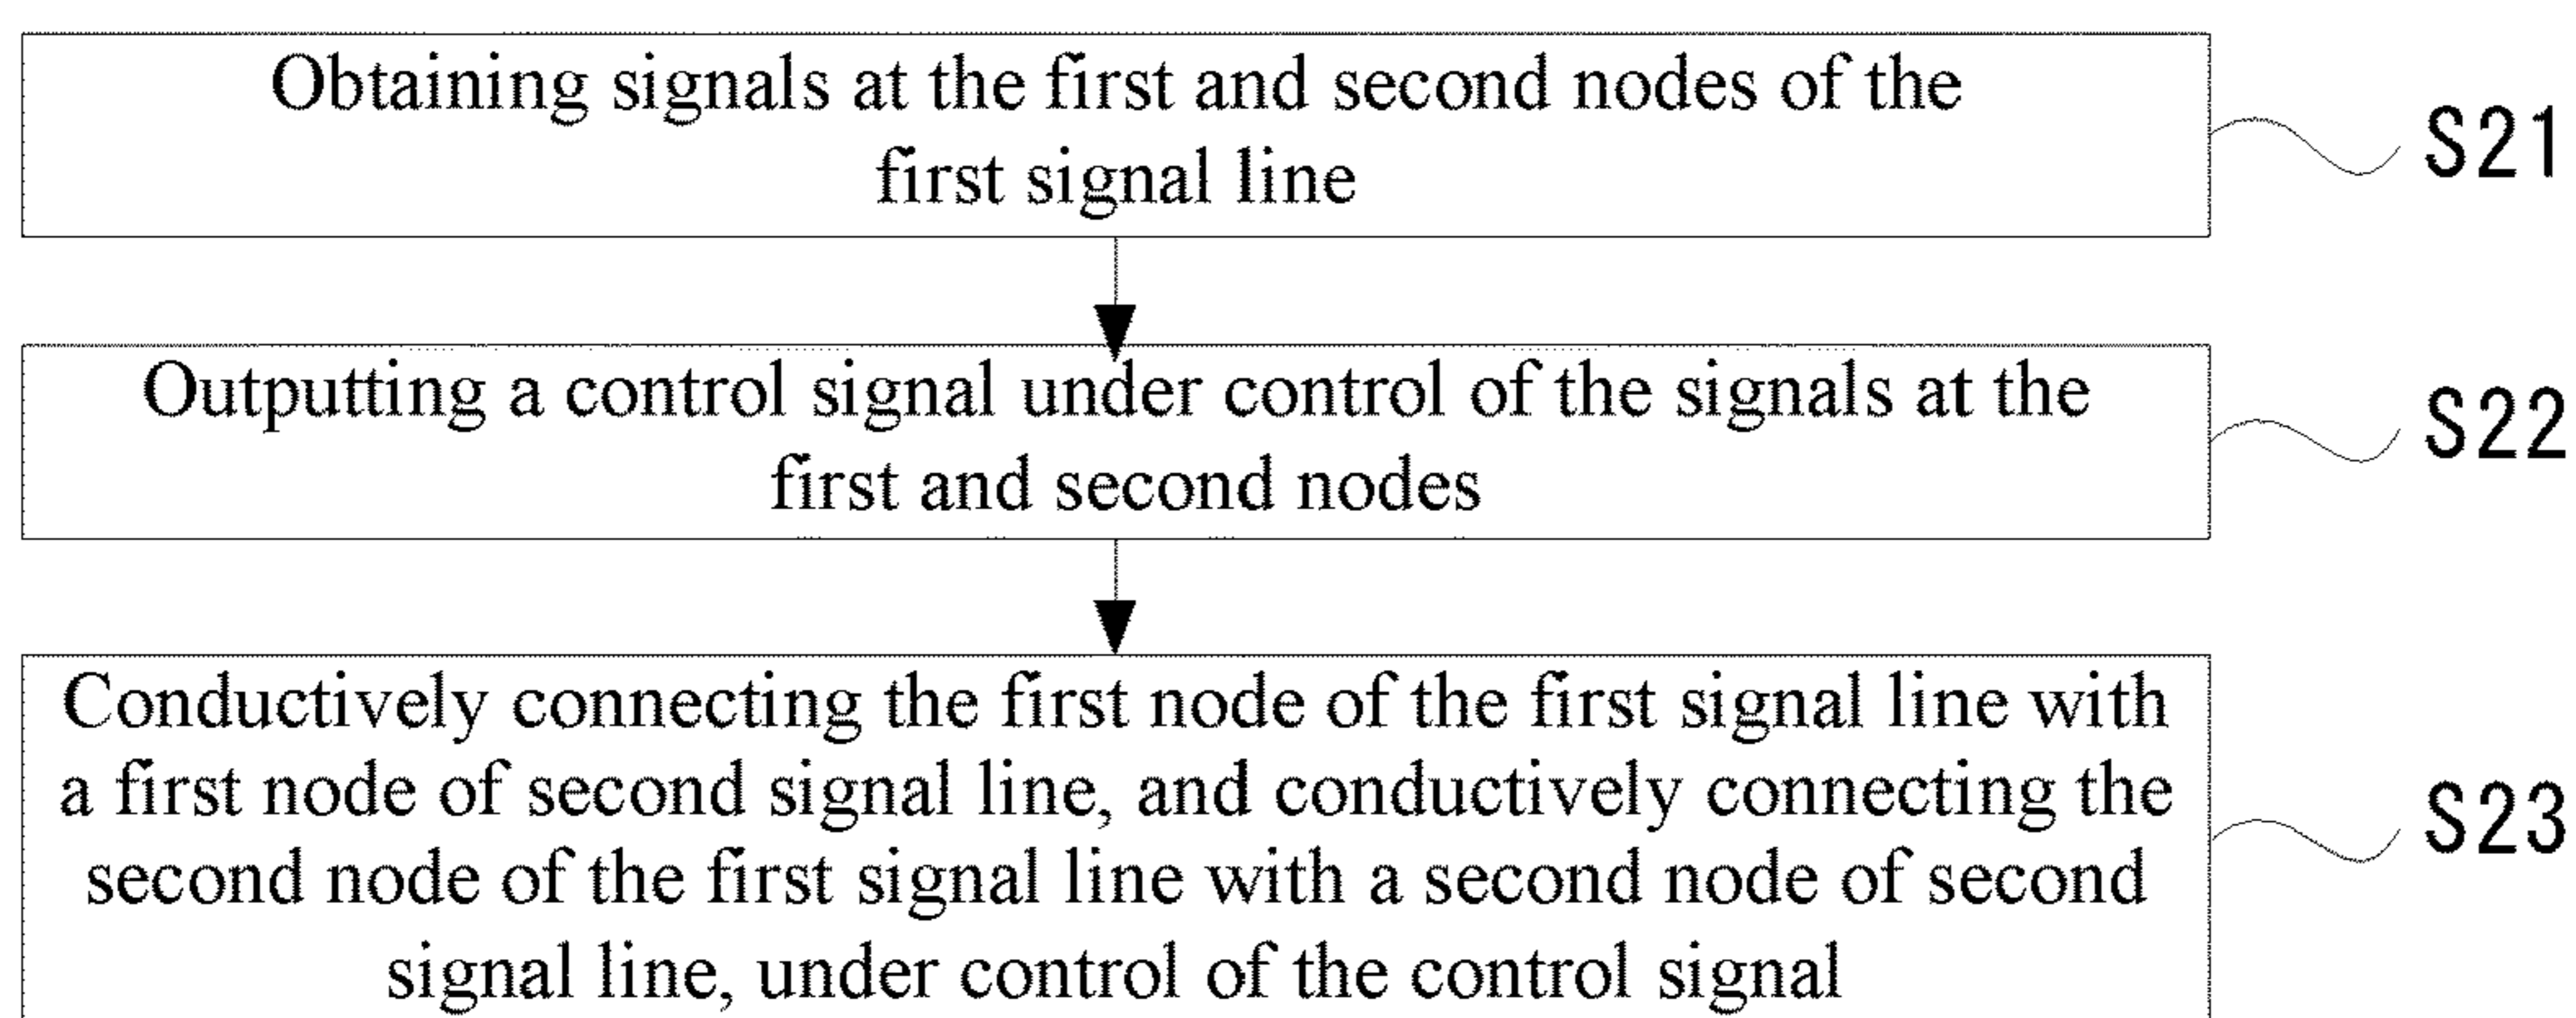 Obtaining signals at the first and second nodes of the
first signal line
S21
Outputting a control signal under control of the signals at the
first and second nodes
S22
Conductively connecting the first node of the first signal line with
a first node of second signal line, and conductively connecting the
second node of the first signal line with a second node of second
signal line, under control of the control signal
S23